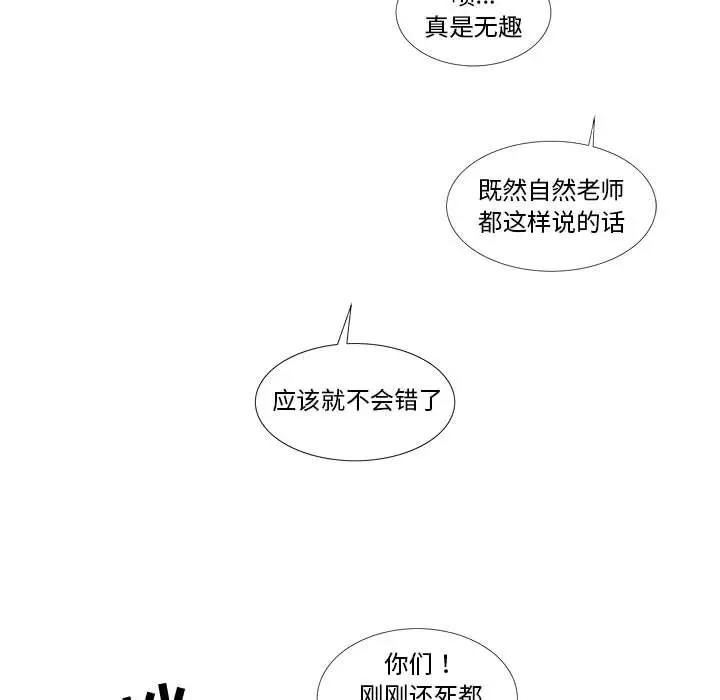 真是无趣
既然自然老师
都这样说的话
应该就不会错了
你们！
刚刚还死都